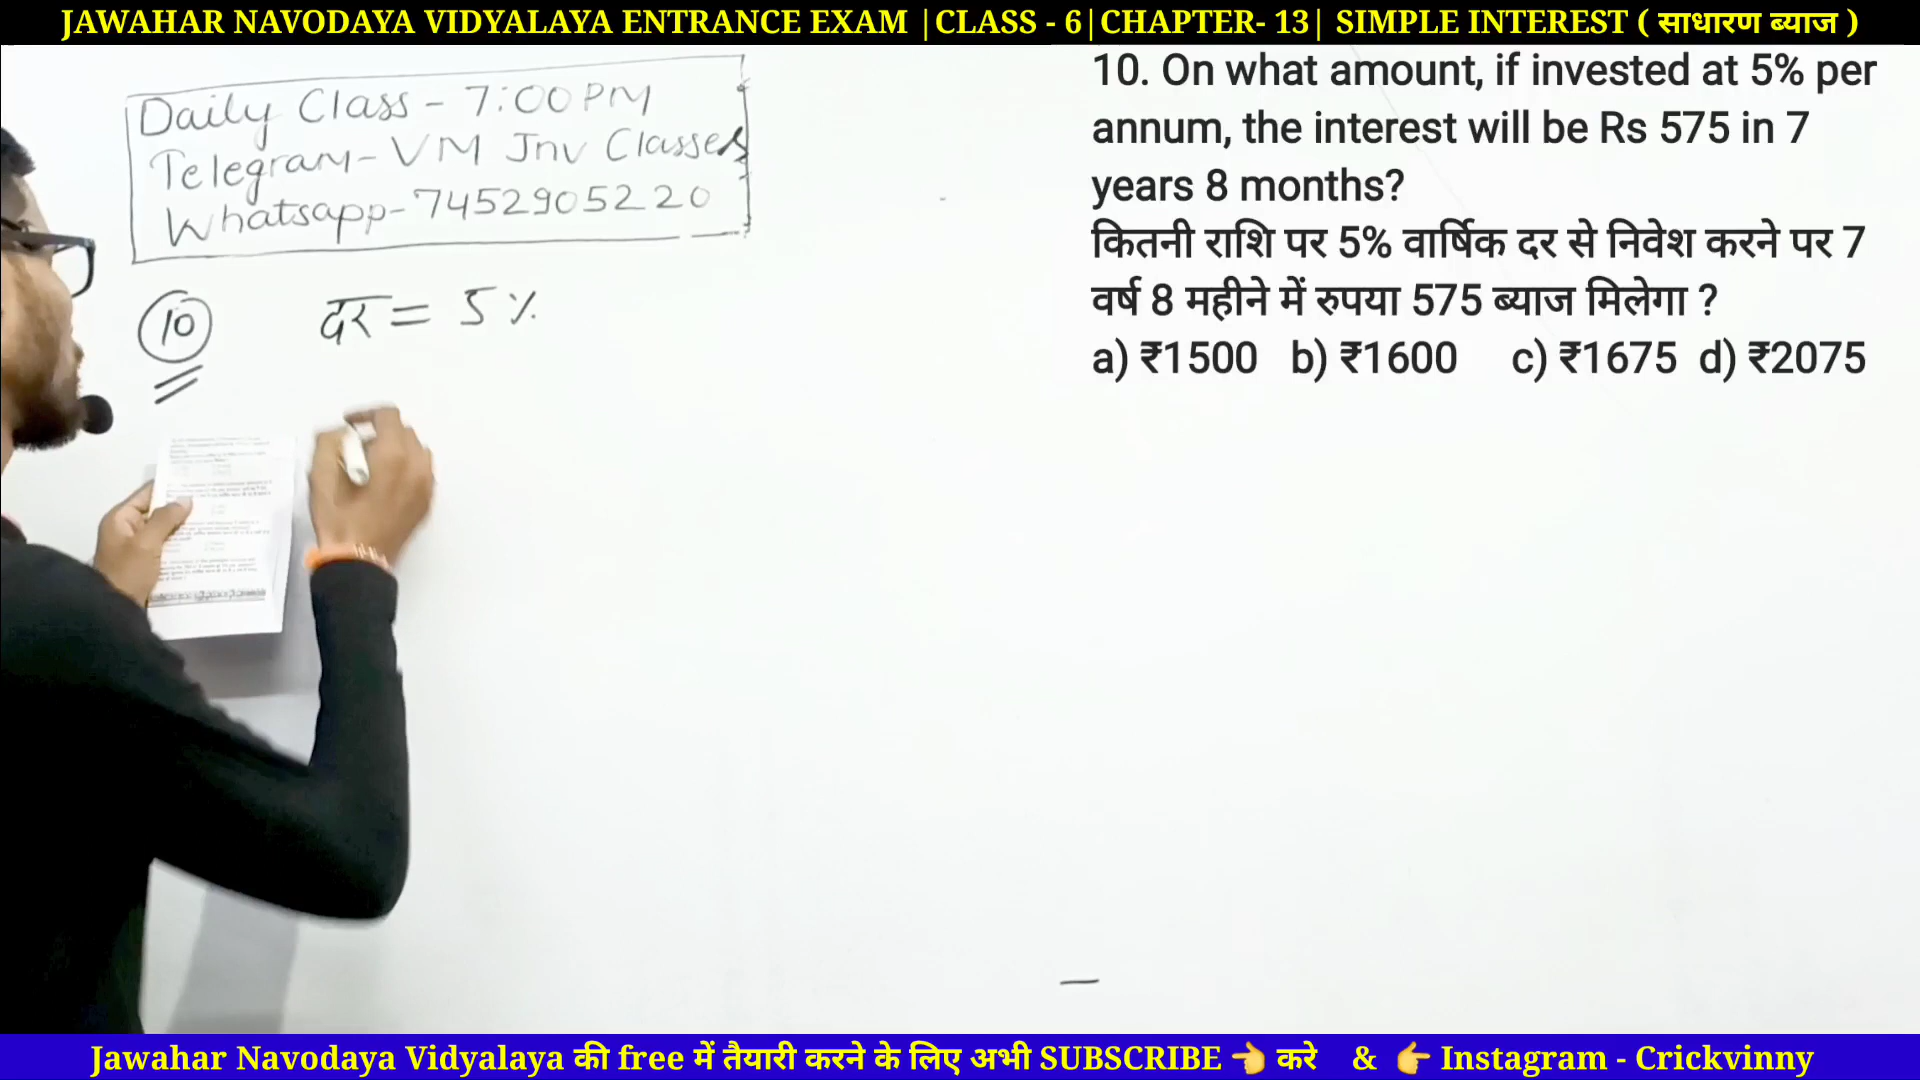 JAWAHAR NAVODAYA VIDYALAYA ENTRANCE EXAM |CLASS - 6|CHAPTER- 13| SIMPLE INTEREST ( साधारण ब्याज )
Daily Class - 7:00 PM
Telegram - VM Jnv Classes
Whatsapp - 7452905220
10 दर = 5%
10. On what amount, if invested at 5% per
annum, the interest will be Rs 575 in 7
years 8 months?
कितनी राशि पर 5% वार्षिक दर से निवेश करने पर 7
वर्ष 8 महीने में रुपया 575 ब्याज मिलेगा ?
a) ₹1500 b) ₹1600 c) ₹1675 d) ₹2075
Jawahar Navodaya Vidyalaya की free में तैयारी करने के लिए अभी SUBSCRIBE 👈 करे & 👉 Instagram - Crickvinny